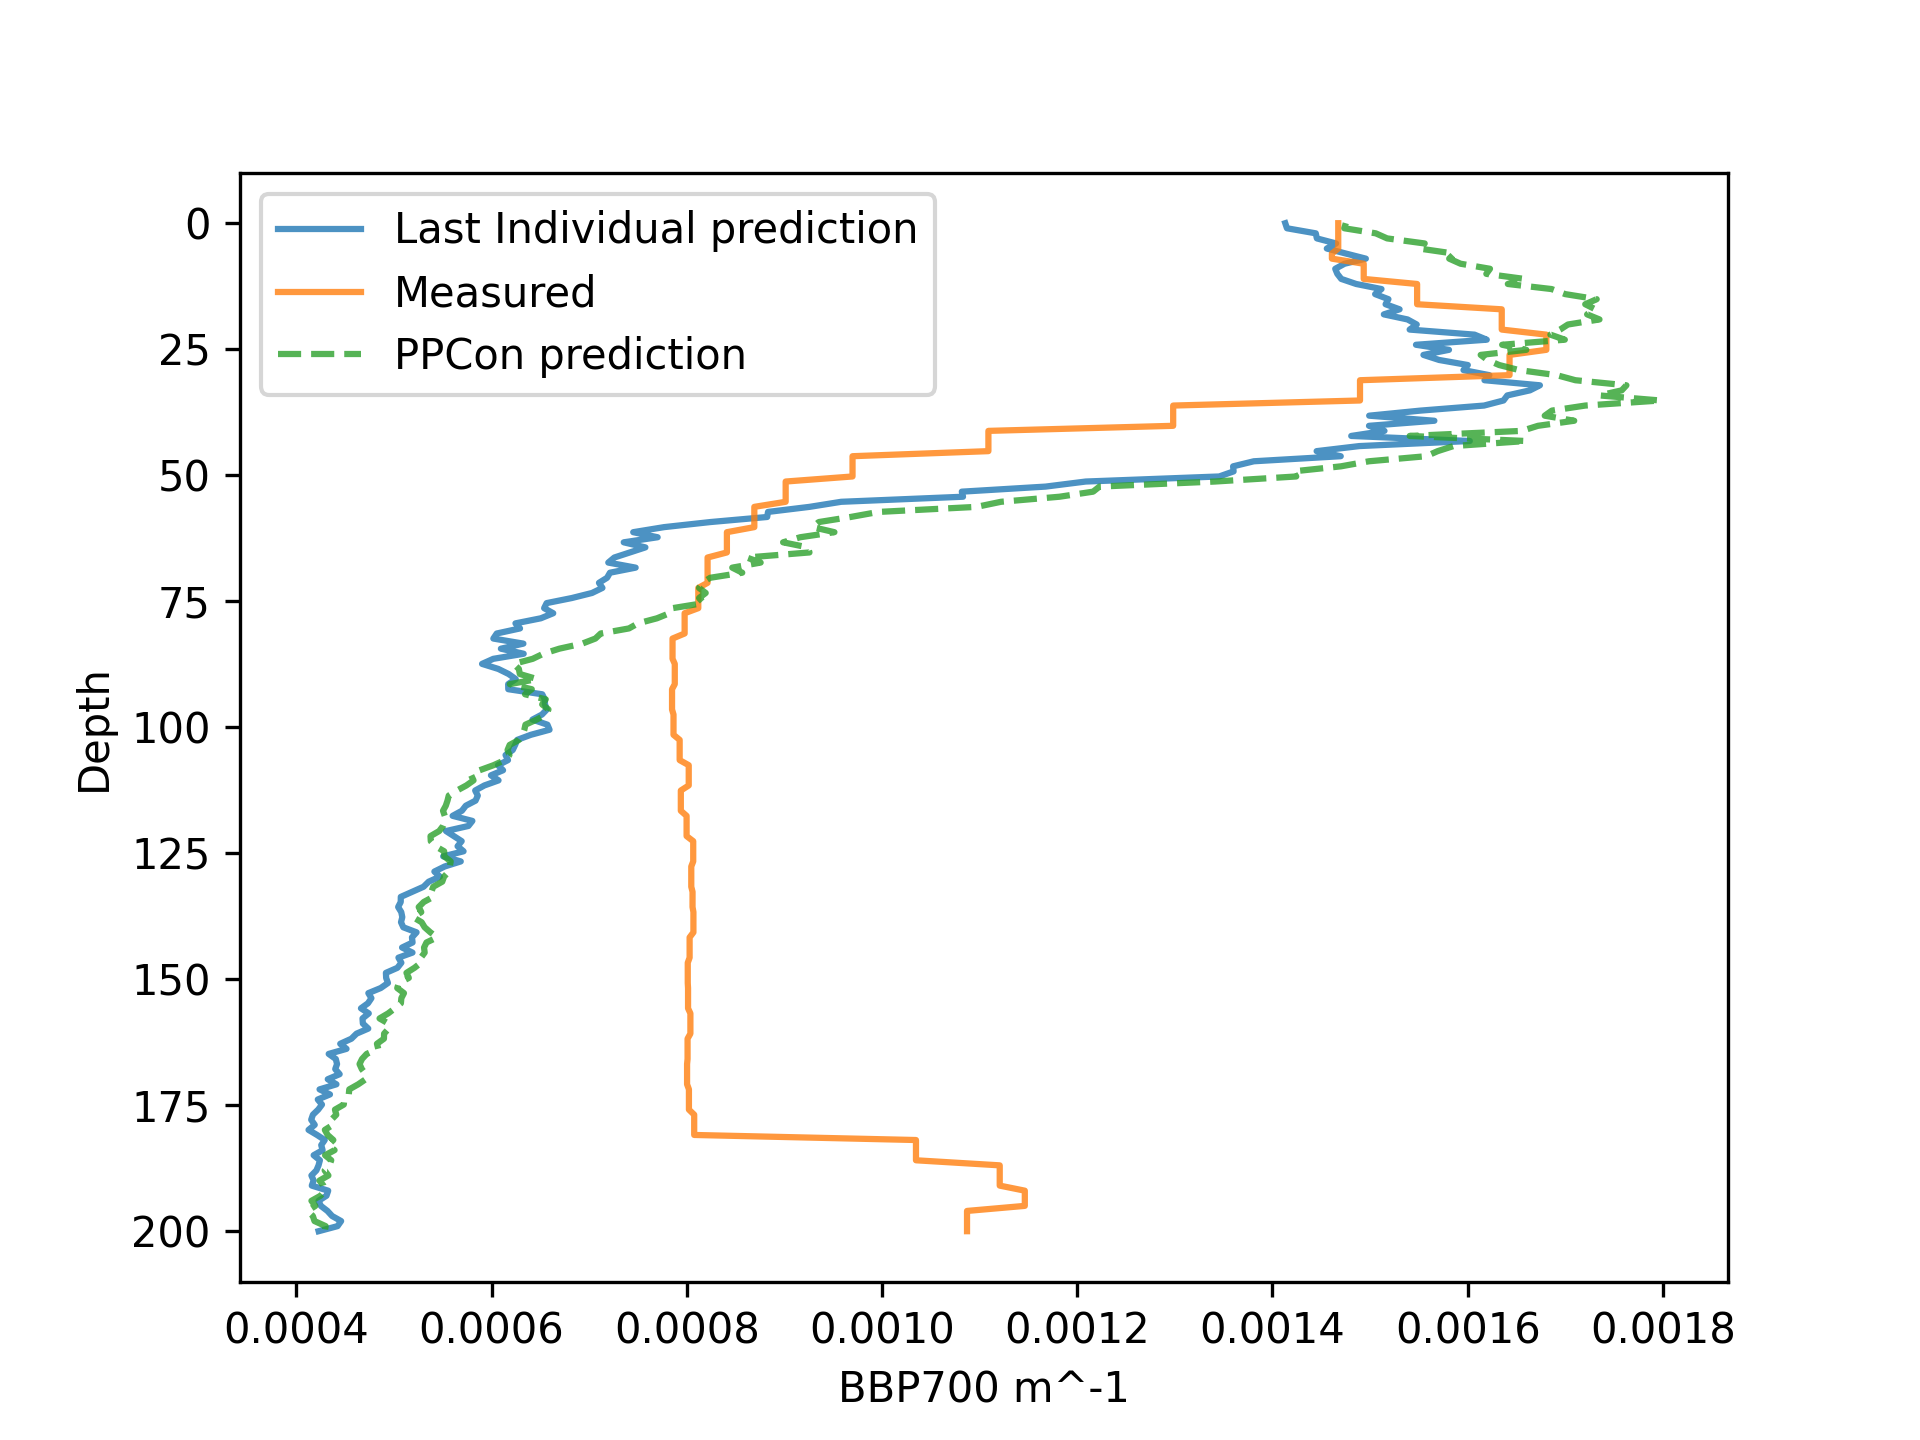 Last Individual prediction
Measured
PPCon prediction
0
25
50
75
100
125
150
175
200
Depth
0.0004 0.0006 0.0008 0.0010 0.0012 0.0014 0.0016 0.0018
BBP700 m^-1